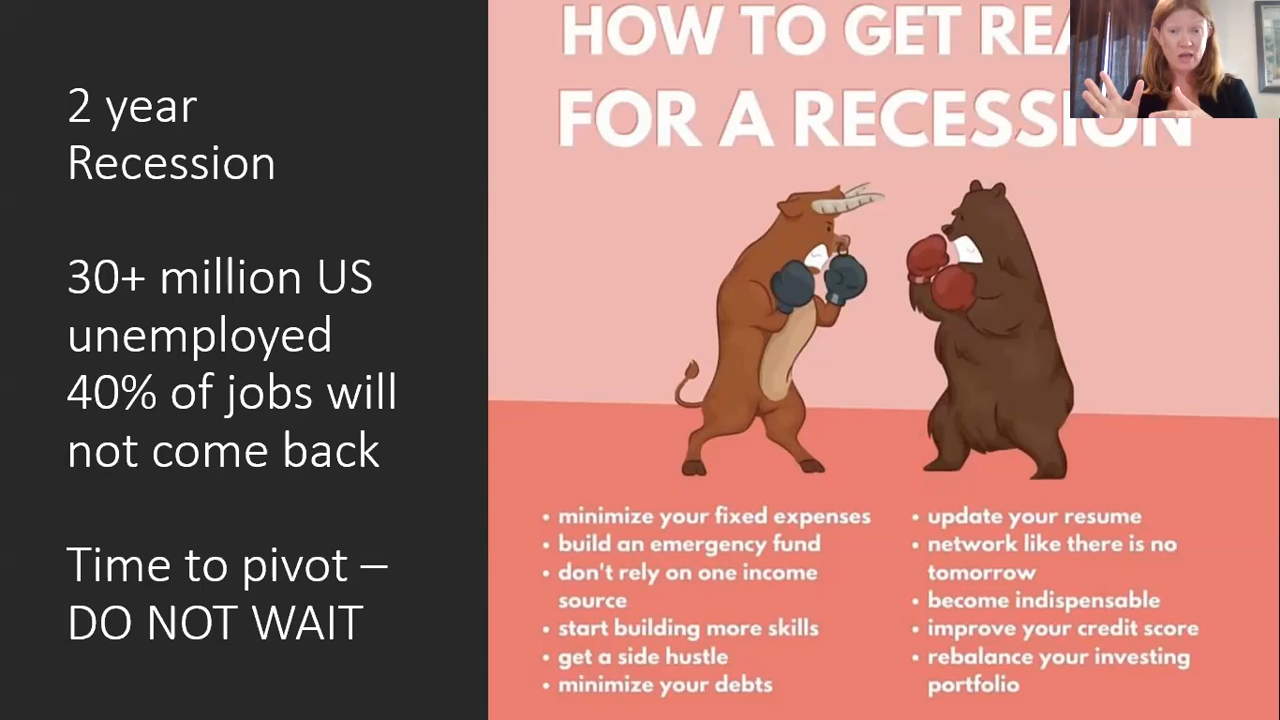 2 year
Recession
30+ million US
unemployed
40% of jobs will
not come back
Time to pivot –
DO NOT WAIT
HOW TO GET
FOR A RECESSION
• minimize your fixed expenses
• build an emergency fund
• don't rely on one income
source
• start building more skills
• get a side hustle
• minimize your debts
• update your resume
• network like there is no
tomorrow
• become indispensable
• improve your credit score
• rebalance your investing
portfolio